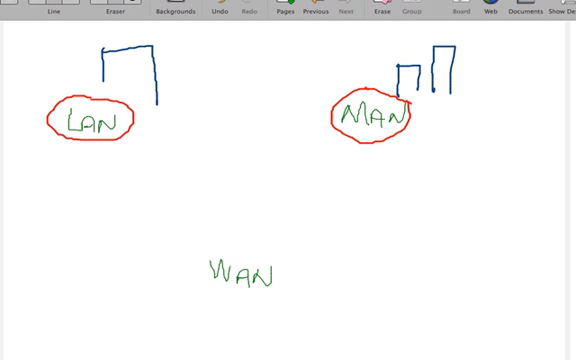 Line
Eraser
Backgrounds
Undo
Redo
Pages
Previous
Next
Erase
Group
Board
Web
Documents
Show De
LAN
MAN
WAN